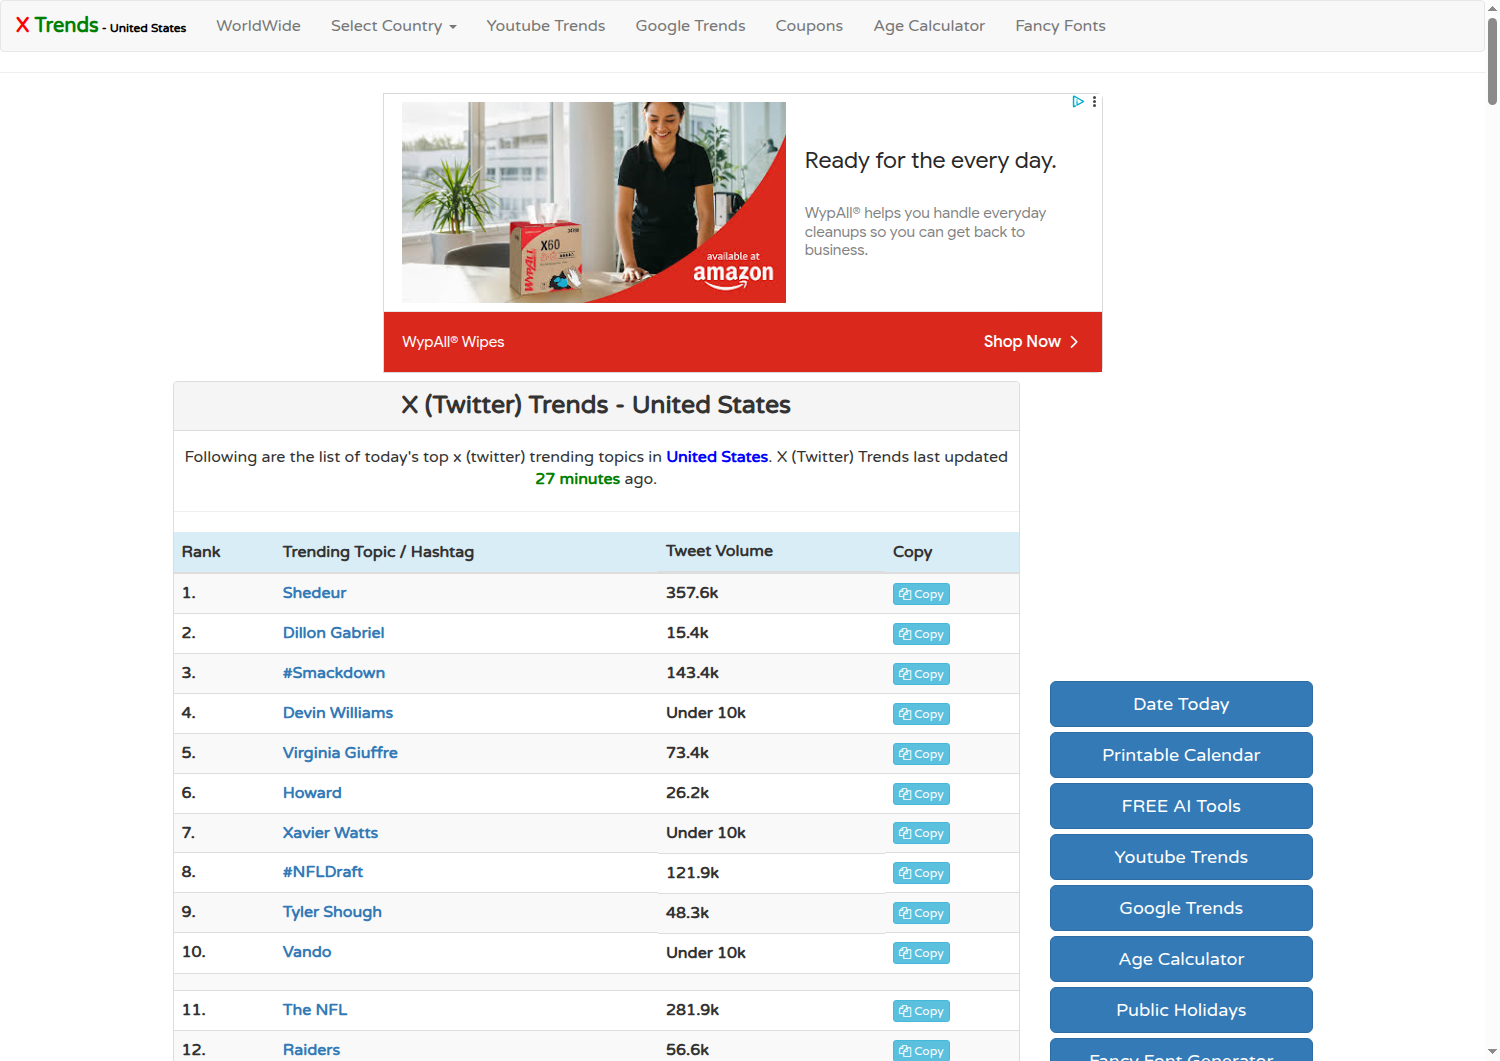 X Trends - United States WorldWide Select Country Youtube Trends Google Trends Coupons Age Calculator Fancy Fonts
Ready for the every day.
WypAll® helps you handle everyday
cleanups so you can get back to
business.
X60
WYPALL
available at
amazon
WypAll® Wipes Shop Now
X (Twitter) Trends - United States
Following are the list of today's top x (twitter) trending topics in United States. X (Twitter) Trends last updated
27 minutes ago.
Rank Trending Topic / Hashtag Tweet Volume Copy
1. Shedeur 357.6k Copy
2. Dillon Gabriel 15.4k Copy
3. #Smackdown 143.4k Copy
4. Devin Williams Under 10k Copy
5. Virginia Giuffre 73.4k Copy
6. Howard 26.2k Copy
7. Xavier Watts Under 10k Copy
8. #NFLDraft 121.9k Copy
9. Tyler Shough 48.3k Copy
10. Vando Under 10k Copy
11. The NFL 281.9k Copy
12. Raiders 56.6k Copy
Date Today
Printable Calendar
FREE AI Tools
Youtube Trends
Google Trends
Age Calculator
Public Holidays
Fancy Font Generator